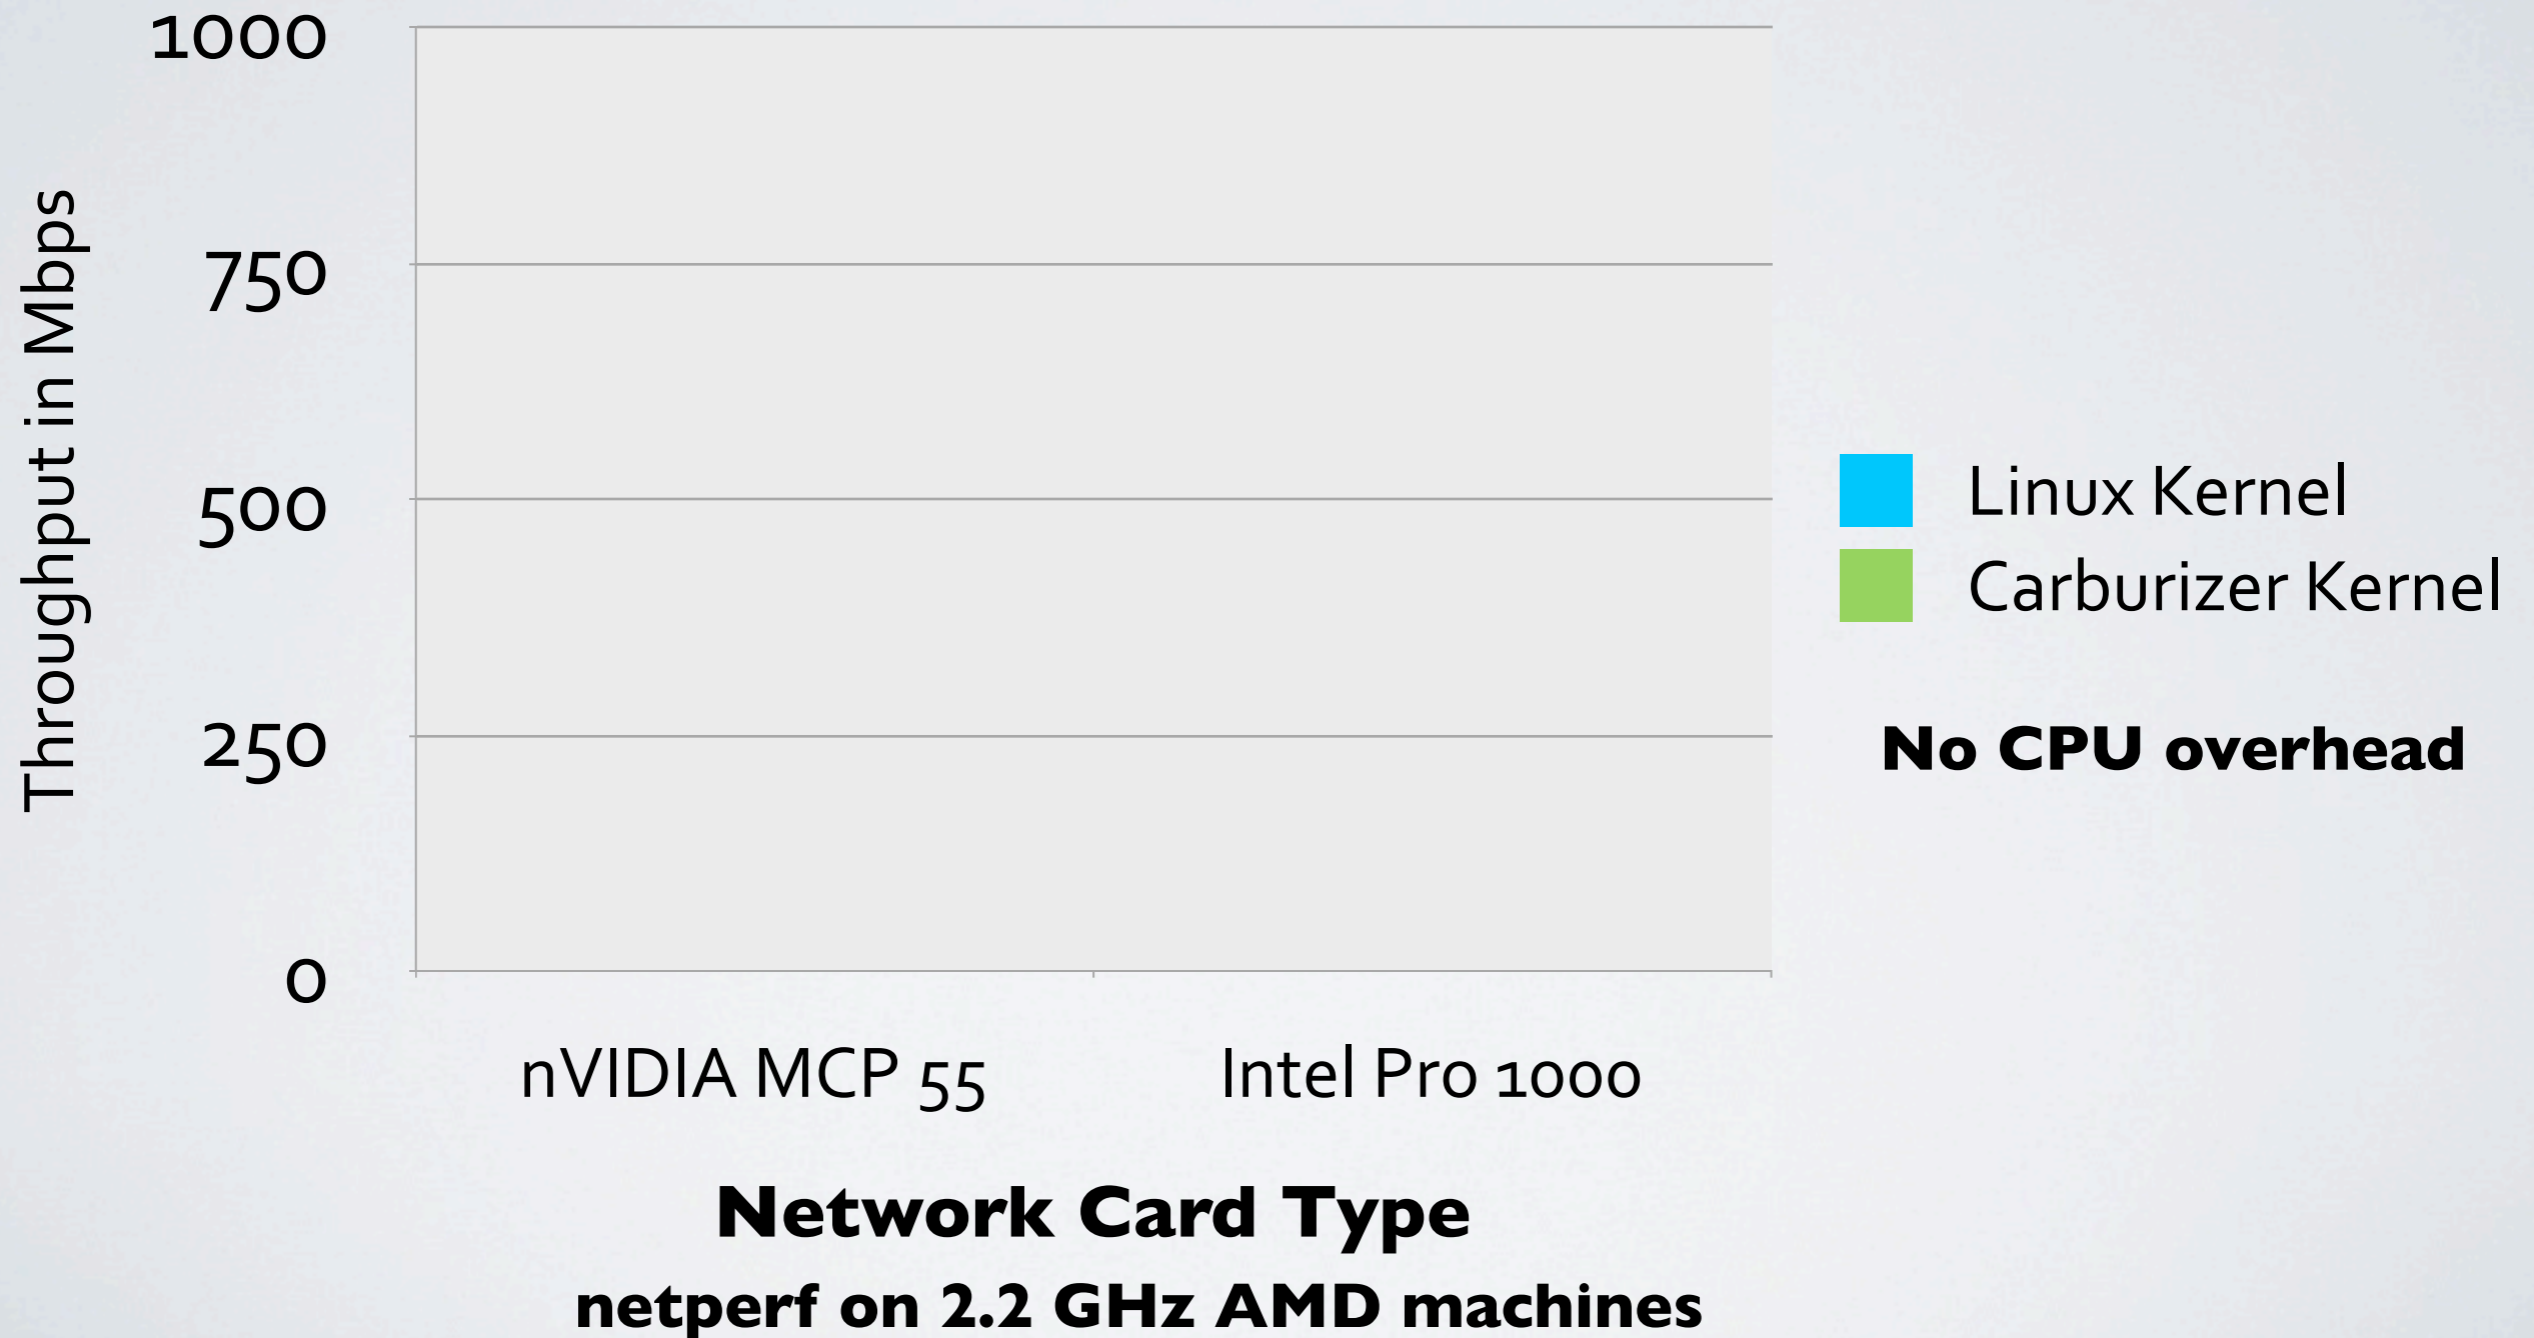 1000
750
500
250
0
Throughput in Mbps
nVIDIA MCP 55
Intel Pro 1000
Network Card Type
netperf on 2.2 GHz AMD machines
Linux Kernel
Carburizer Kernel
No CPU overhead